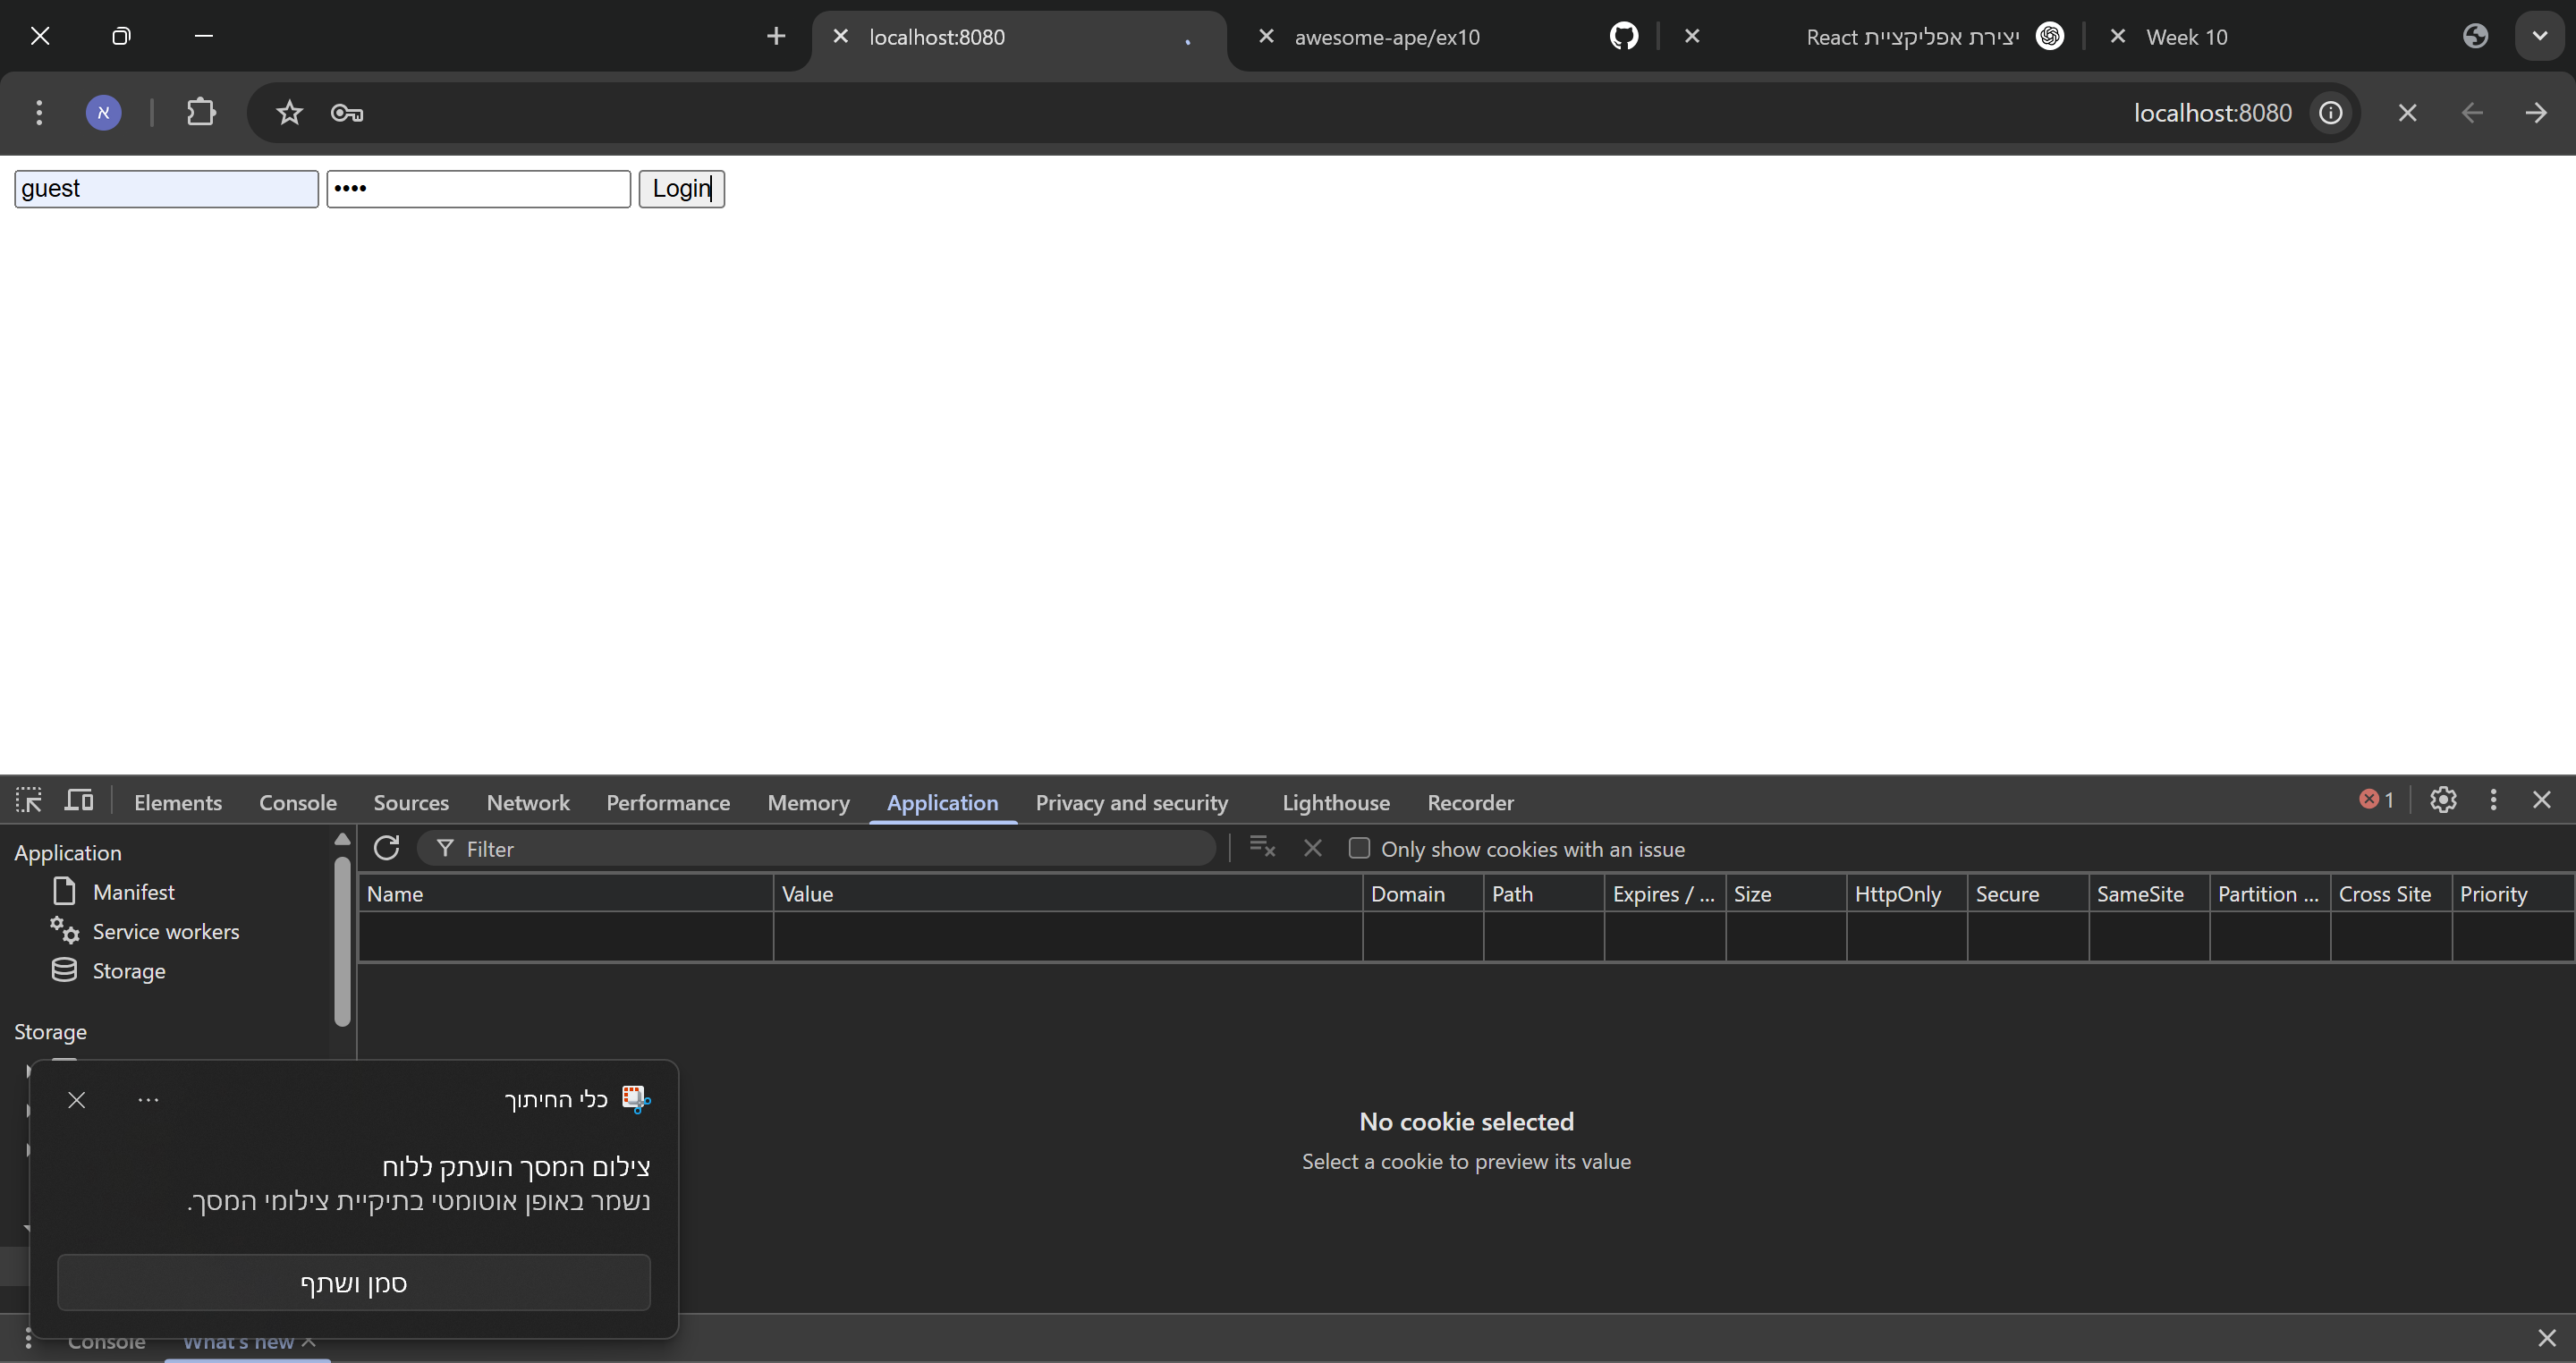 localhost:8080
awesome-ape/ex10
יצירת אפליקציית React
Week 10
א
localhost:8080
guest
••••
Login
Elements
Console
Sources
Network
Performance
Memory
Application
Privacy and security
Lighthouse
Recorder
1
Application
Manifest
Service workers
Storage
Storage
Filter
Only show cookies with an issue
Name
Value
Domain
Path
Expires / ...
Size
HttpOnly
Secure
SameSite
Partition ...
Cross Site
Priority
No cookie selected
Select a cookie to preview its value
כלי החיתוך
צילום המסך הועתק ללוח
נשמר באופן אוטומטי בתיקיית צילומי המסך.
סמן ושתף
Console
What's new